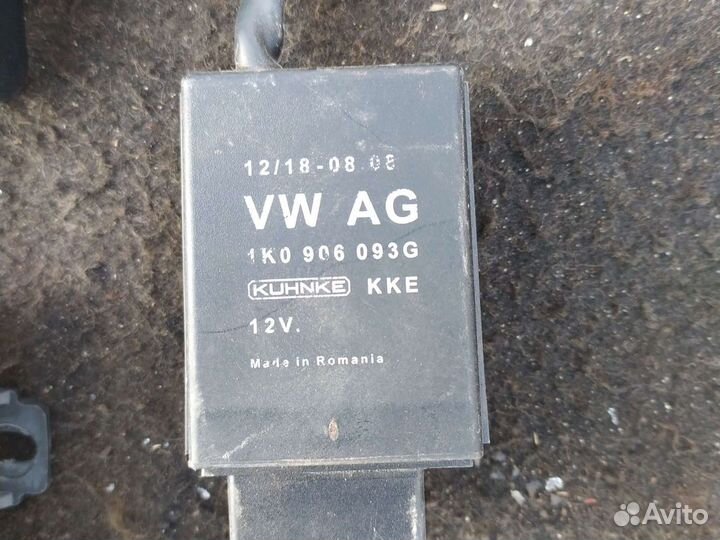 12/18-08 08
VW AG
1K0 906 093G
KUHNKE KKE
12V.
Made in Romania
Avito